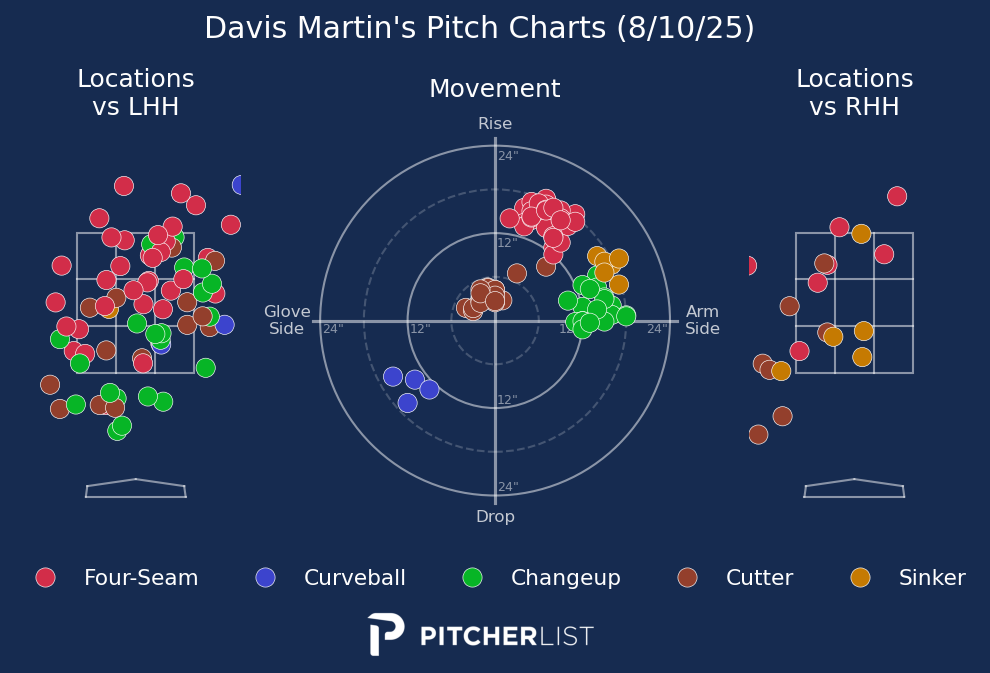 Davis Martin's Pitch Charts (8/10/25)
Locations
vs LHH
Movement
Locations
vs RHH
Rise
24"
12"
Glove
Side
24"
12"
12"
24"
Arm
Side
12"
24"
Drop
Four-Seam
Curveball
Changeup
Cutter
Sinker
PITCHERLIST